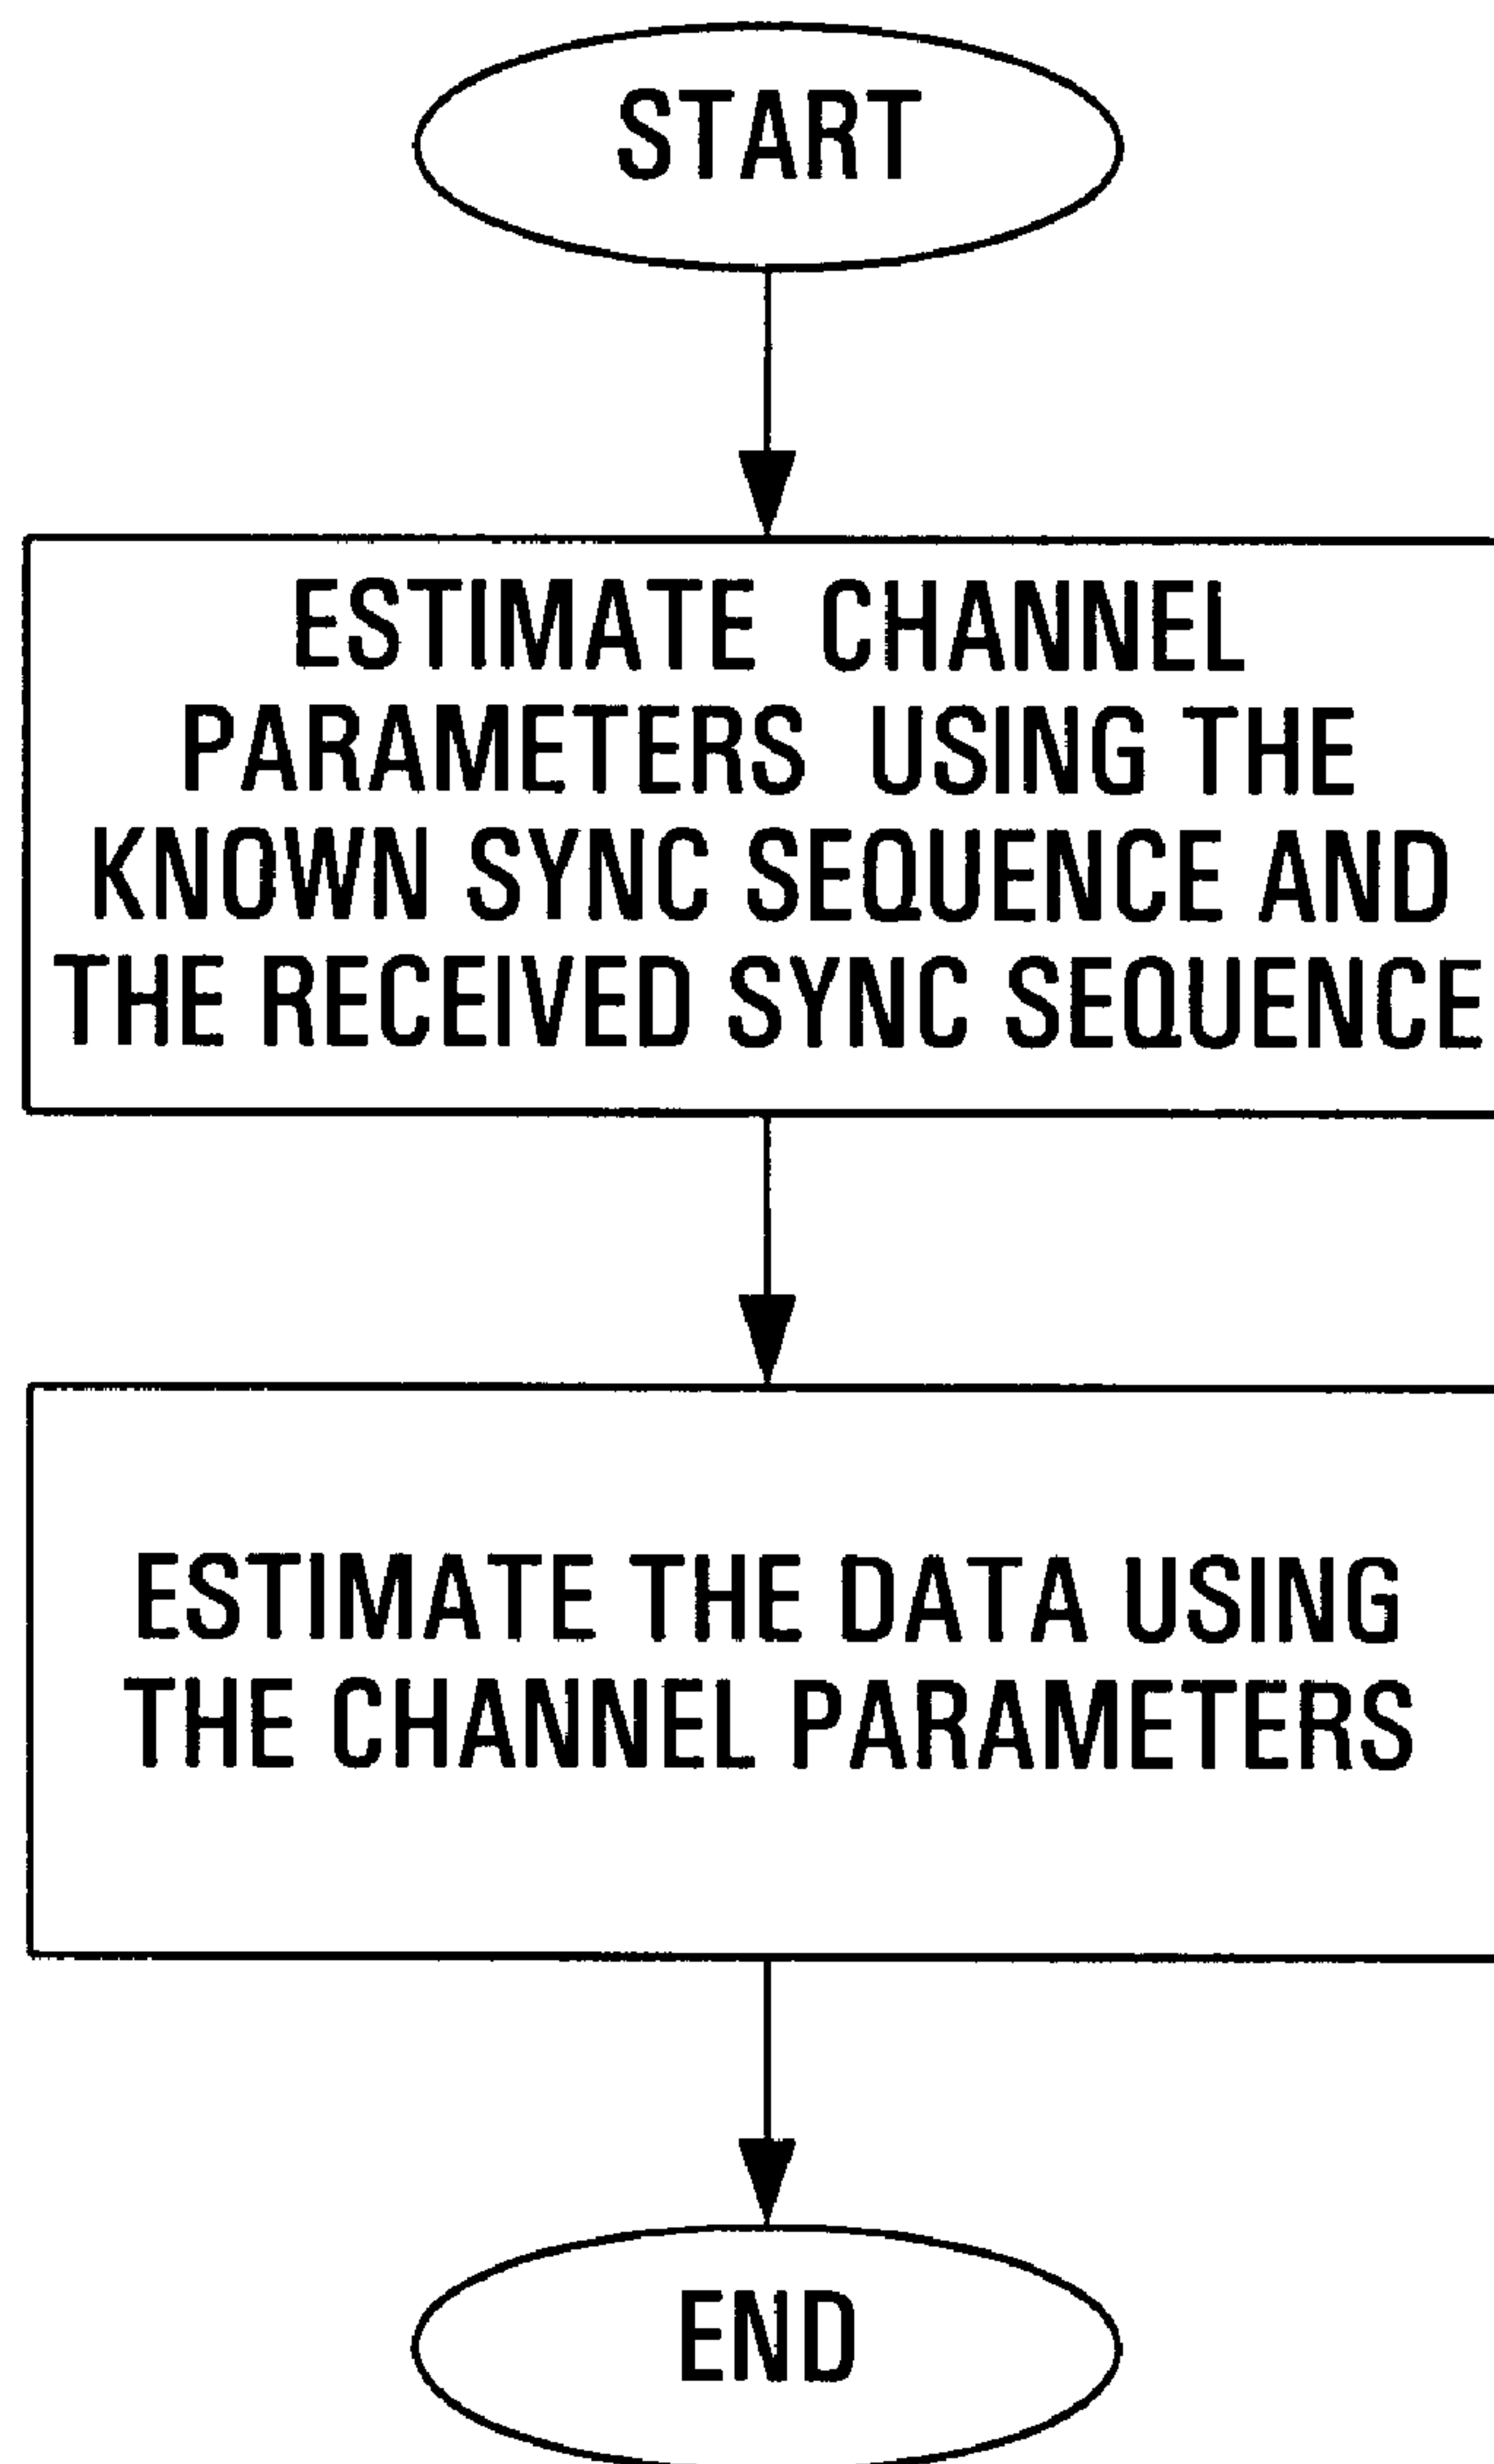 START
ESTIMATE CHANNEL
PARAMETERS USING THE
KNOWN SYNC SEQUENCE AND
THE RECEIVED SYNC SEQUENCE
ESTIMATE THE DATA USING
THE CHANNEL PARAMETERS
END